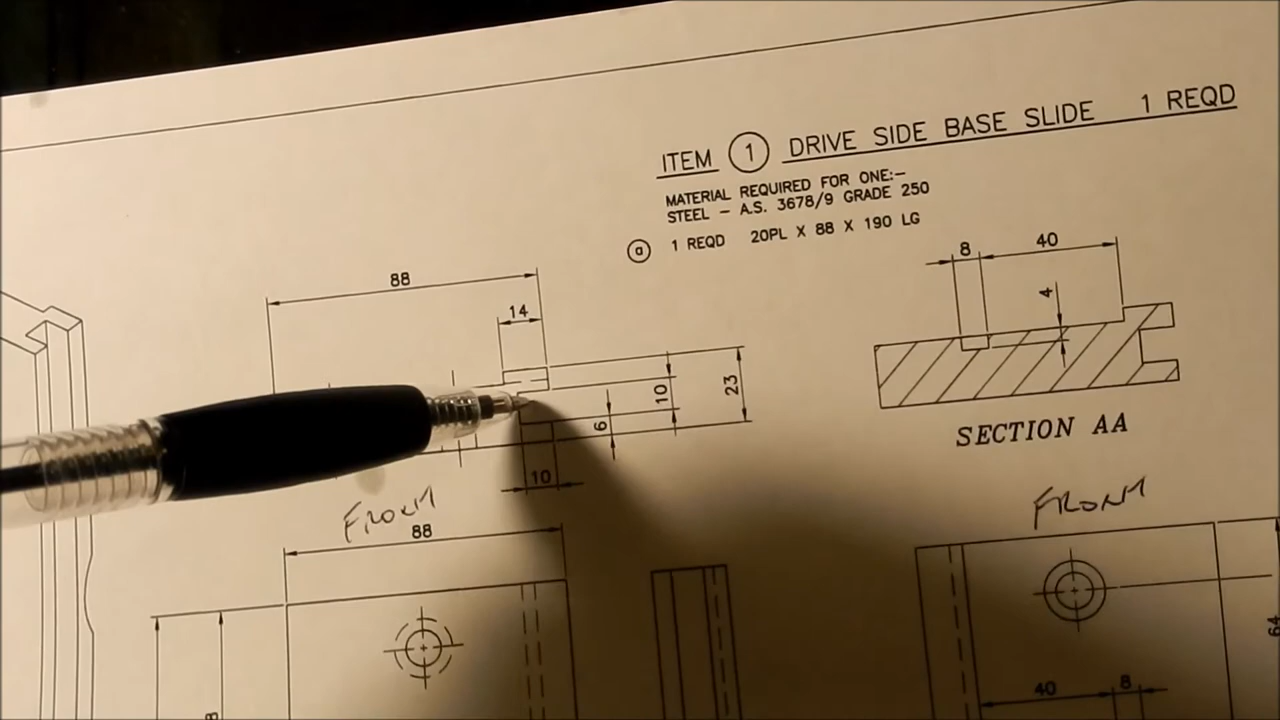 ITEM 1 DRIVE SIDE BASE SLIDE 1 REQD
MATERIAL REQUIRED FOR ONE:-
STEEL - A.S. 3678/9 GRADE 250
a 1 REQD 20PL X 88 X 190 LG
88
14
10
23
6
10
8
40
4
SECTION AA
FRONT
88
FRONT
64
40
8